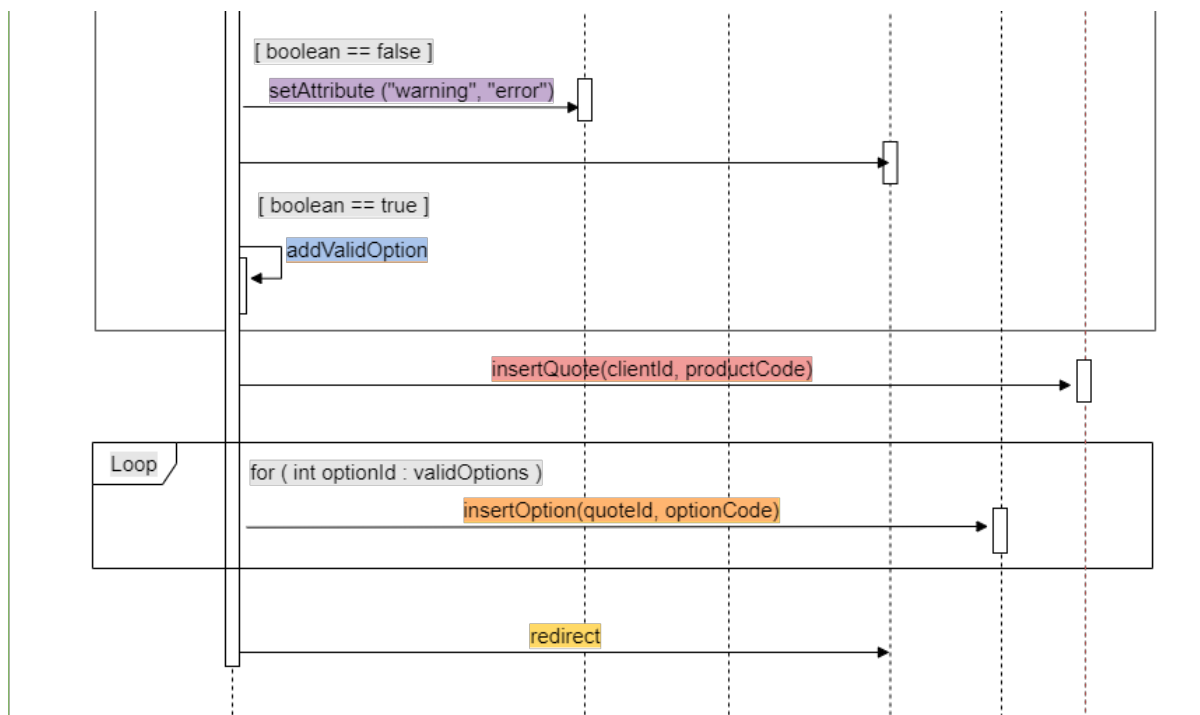 [ boolean == false ]
setAttribute ("warning", "error")
[ boolean == true ]
addValidOption
insertQuote(clientId, productCode)
Loop
for ( int optionId : validOptions )
insertOption(quoteId, optionCode)
redirect